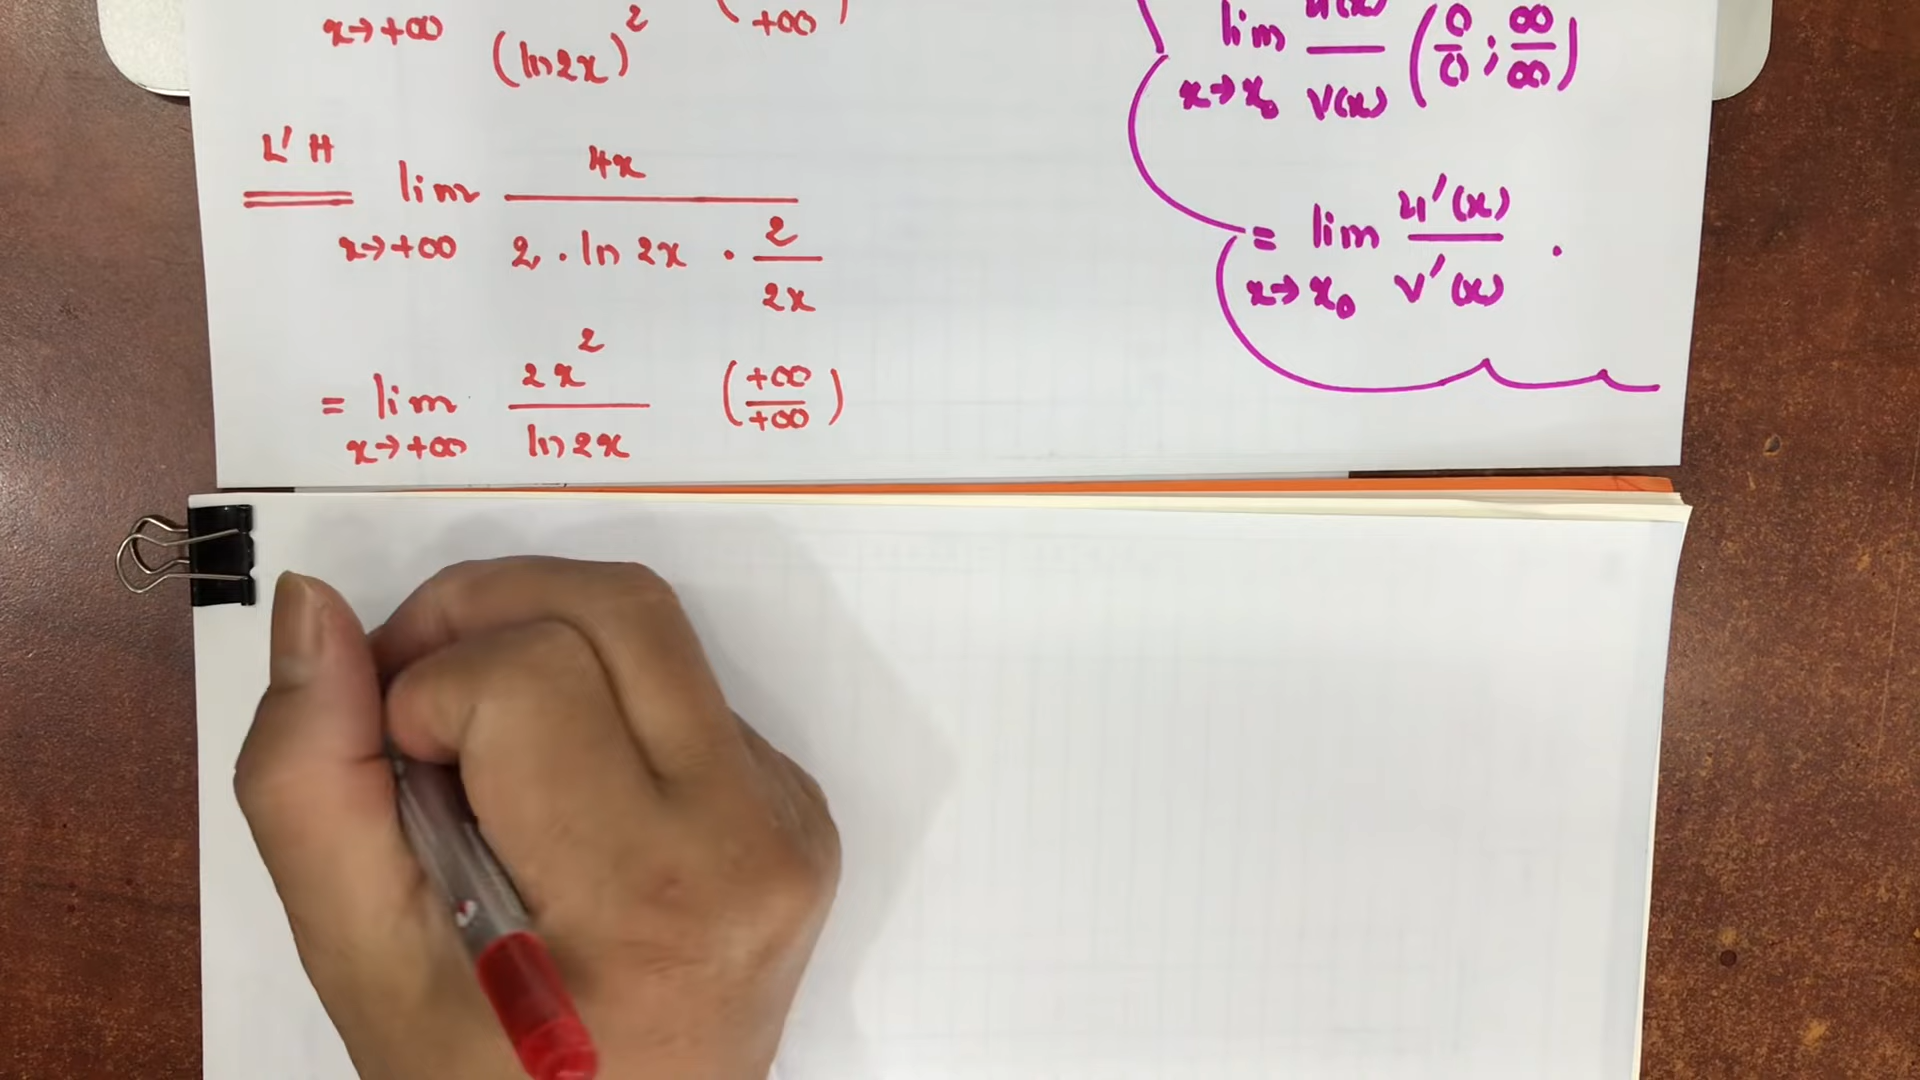 x→+∞ (ln2x)² ( +∞ )
L'H lim 4x / 2.ln 2x . 2/2x
x→+∞
= lim 2x² / ln2x (+∞/+∞)
x→+∞
lim u(x) / v(x) (0/0 ; ∞/∞)
x→x₀
= lim u'(x) / v'(x) .
x→x₀